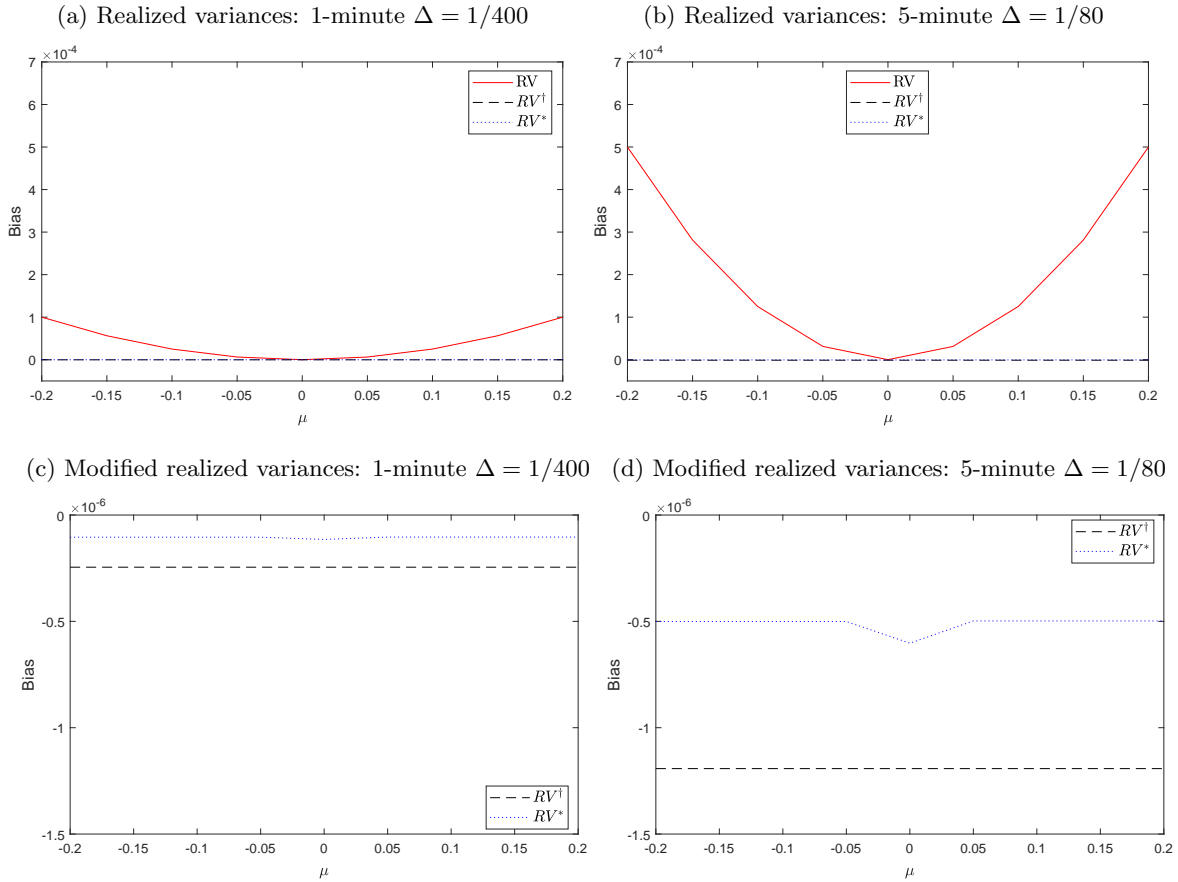 (a) Realized variances: 1-minute Δ = 1/400
(b) Realized variances: 5-minute Δ = 1/80
×10^-4
7
6
5
4
3
2
1
0
Bias
RV
RV†
RV*
-0.2 -0.15 -0.1 -0.05 0 0.05 0.1 0.15 0.2
μ
×10^-4
7
6
5
4
3
2
1
0
Bias
RV
RV†
RV*
-0.2 -0.15 -0.1 -0.05 0 0.05 0.1 0.15 0.2
μ
(c) Modified realized variances: 1-minute Δ = 1/400
(d) Modified realized variances: 5-minute Δ = 1/80
×10^-6
0
-0.5
-1
-1.5
Bias
RV†
RV*
-0.2 -0.15 -0.1 -0.05 0 0.05 0.1 0.15 0.2
μ
×10^-6
0
-0.5
-1
-1.5
Bias
RV†
RV*
-0.2 -0.15 -0.1 -0.05 0 0.05 0.1 0.15 0.2
μ